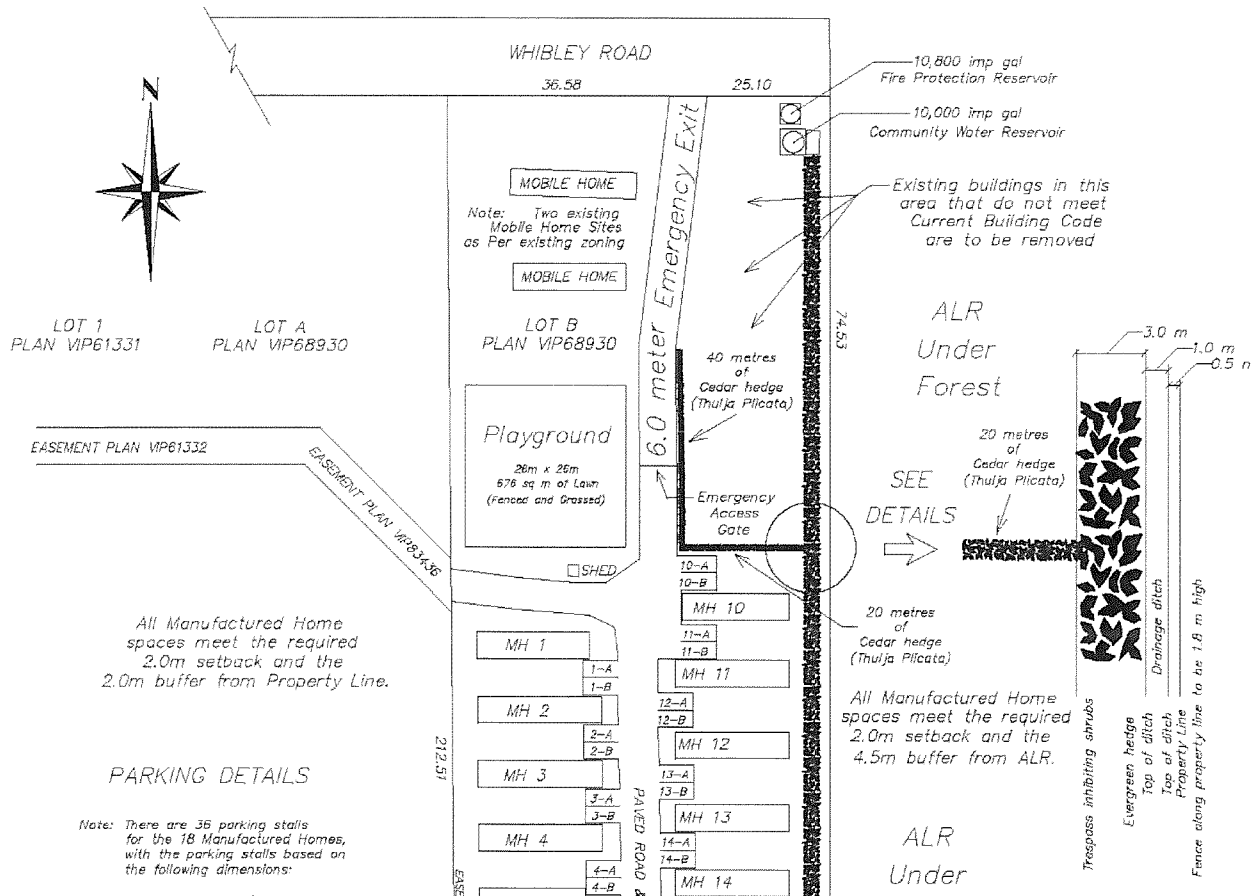 WHIBLEY ROAD
36.58
25.10
N
10,800 imp gal
Fire Protection Reservoir
10,000 imp gal
Community Water Reservoir
Existing buildings in this
area that do not meet
Current Building Code
are to be removed
MOBILE HOME
Note: Two existing
Mobile Home Sites
as Per existing zoning
MOBILE HOME
6.0 meter Emergency Exit
LOT 1
PLAN VIP61331
LOT A
PLAN VIP68930
LOT B
PLAN VIP68930
74.53
ALR
Under
Forest
3.0 m
1.0 m
0.5 m
40 metres
of
Cedar hedge
(Thulja Plicata)
Playground
26m x 26m
676 sq m of Lawn
(Fenced and Grassed)
EASEMENT PLAN VIP61332
EASEMENT PLAN VIP83436
Emergency
Access
Gate
SEE
DETAILS
20 metres
of
Cedar hedge
(Thulja Plicata)
SHED
20 metres
of
Cedar hedge
(Thulja Plicata)
All Manufactured Home
spaces meet the required
2.0m setback and the
2.0m buffer from Property Line.
10-A
10-B
MH 10
11-A
11-B
MH 11
12-A
12-B
MH 12
13-A
13-B
MH 13
14-A
14-B
MH 14
MH 1
1-A
1-B
MH 2
2-A
2-B
MH 3
3-A
3-B
MH 4
4-A
4-B
212.51
PAVED ROAD &
EASE
All Manufactured Home
spaces meet the required
2.0m setback and the
4.5m buffer from ALR.
Trespass inhibiting shrubs
Evergreen hedge
Top of ditch
Drainage ditch
Top of ditch
Property Line
Fence along property line to be 1.8 m high
PARKING DETAILS
Note: There are 36 parking stalls
for the 18 Manufactured Homes,
with the parking stalls based on
the following dimensions:
ALR
Under